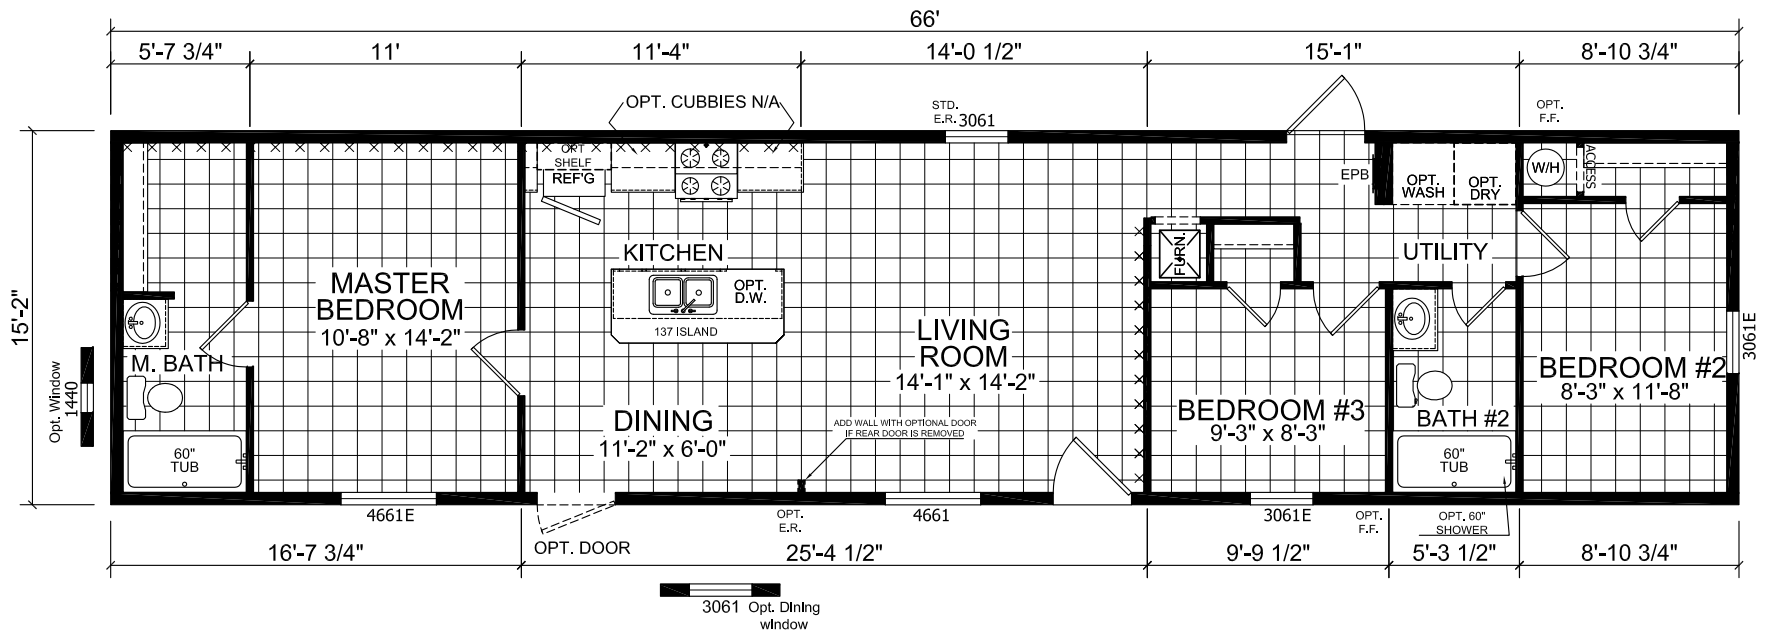 66'
5'-7 3/4"
11'
11'-4"
14'-0 1/2"
15'-1"
8'-10 3/4"
OPT. CUBBIES N/A
STD.
E.R. 3061
OPT.
F.F.
15'-2"
OPT
SHELF
REF'G
EPB
OPT.
WASH
OPT.
DRY
W/H
ACCESS
KITCHEN
OPT.
D.W.
137 ISLAND
MASTER
BEDROOM
10'-8" x 14'-2"
M. BATH
60"
TUB
Opt. Window
1440
LIVING
ROOM
14'-1" x 14'-2"
DINING
11'-2" x 6'-0"
ADD WALL WITH OPTIONAL DOOR
IF REAR DOOR IS REMOVED
FURN.
UTILITY
BEDROOM #3
9'-3" x 8'-3"
BATH #2
60"
TUB
BEDROOM #2
8'-3" x 11'-8"
3061E
4661E
OPT. DOOR
OPT.
E.R.
4661
3061E
OPT.
F.F.
OPT. 60"
SHOWER
16'-7 3/4"
25'-4 1/2"
9'-9 1/2"
5'-3 1/2"
8'-10 3/4"
3061 Opt. Dining
window